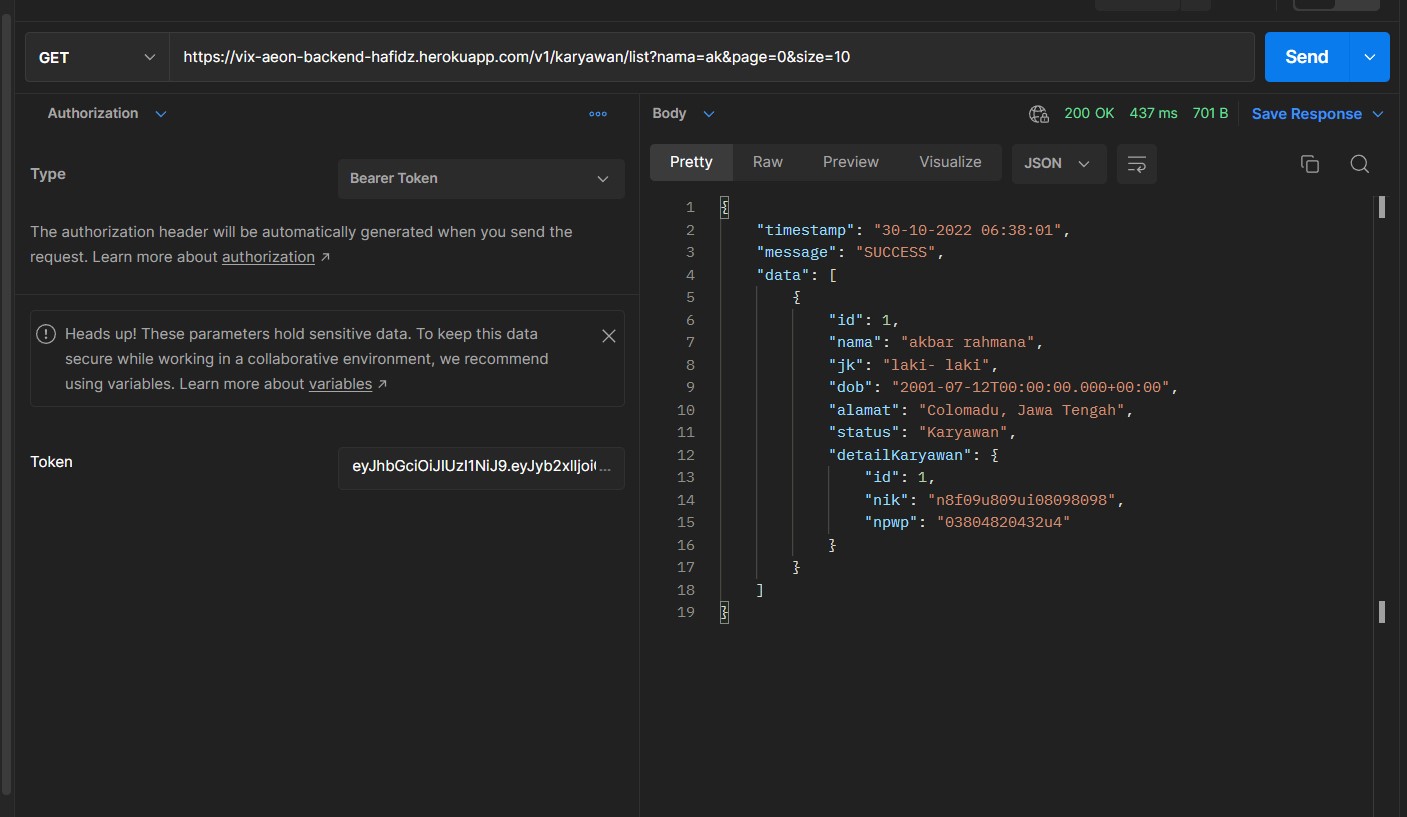 GET
https://vix-aeon-backend-hafidz.herokuapp.com/v1/karyawan/list?nama=ak&page=0&size=10
Send
Authorization
Type
Bearer Token
The authorization header will be automatically generated when you send the
request. Learn more about authorization ↗
Heads up! These parameters hold sensitive data. To keep this data
secure while working in a collaborative environment, we recommend
using variables. Learn more about variables ↗
Token
eyJhbGciOiJIUzI1NiJ9.eyJyb2xlIjoi...
Body
200 OK 437 ms 701 B Save Response
Pretty Raw Preview Visualize JSON
1 {
2 "timestamp": "30-10-2022 06:38:01",
3 "message": "SUCCESS",
4 "data": [
5 {
6 "id": 1,
7 "nama": "akbar rahmana",
8 "jk": "laki- laki",
9 "dob": "2001-07-12T00:00:00.000+00:00",
10 "alamat": "Colomadu, Jawa Tengah",
11 "status": "Karyawan",
12 "detailKaryawan": {
13 "id": 1,
14 "nik": "n8f09u809ui08098098",
15 "npwp": "03804820432u4"
16 }
17 }
18 ]
19 }